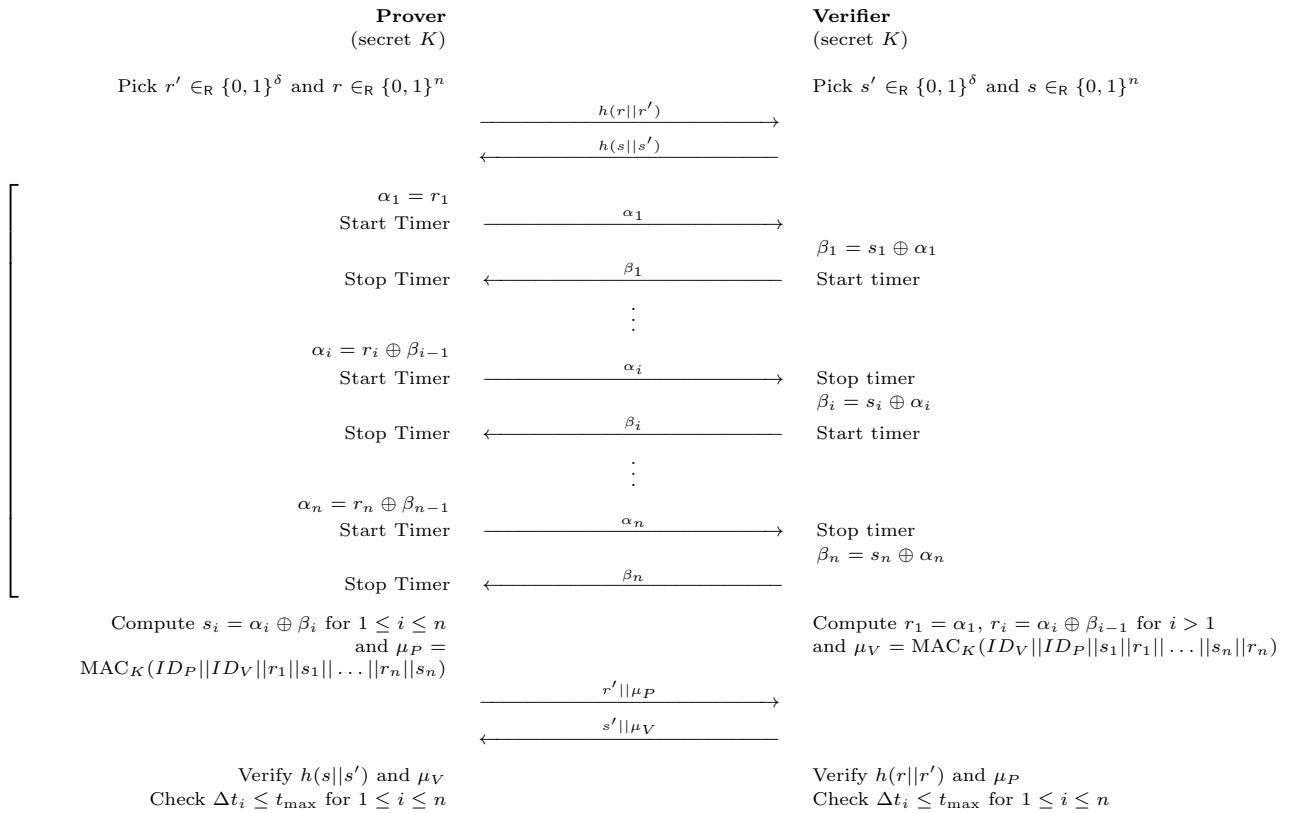 Prover Verifier
(secret K) (secret K)
Pick r′ ∈R {0, 1}^δ and r ∈R {0, 1}^n Pick s′ ∈R {0, 1}^δ and s ∈R {0, 1}^n
h(r||r′)
h(s||s′)
α1 = r1
Start Timer α1
β1 = s1 ⊕ α1
Stop Timer β1 Start timer
⋮
αi = ri ⊕ βi−1
Start Timer αi Stop timer
βi = si ⊕ αi
Stop Timer βi Start timer
⋮
αn = rn ⊕ βn−1
Start Timer αn Stop timer
βn = sn ⊕ αn
Stop Timer βn
Compute si = αi ⊕ βi for 1 ≤ i ≤ n Compute r1 = α1, ri = αi ⊕ βi−1 for i > 1
and μP = and μV = MACK(IDV||IDP||s1||r1|| . . . ||sn||rn)
MACK(IDP||IDV||r1||s1|| . . . ||rn||sn)
r′||μP
s′||μV
Verify h(s||s′) and μV Verify h(r||r′) and μP
Check Δti ≤ tmax for 1 ≤ i ≤ n Check Δti ≤ tmax for 1 ≤ i ≤ n